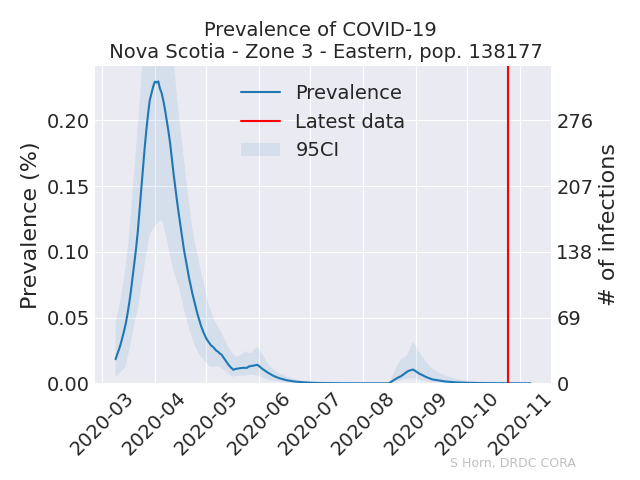 Prevalence of COVID-19
Nova Scotia - Zone 3 - Eastern, pop. 138177
Prevalence
Latest data
95CI
Prevalence (%)
0.20
0.15
0.10
0.05
0.00
276
207
138
69
0
# of infections
2020-03
2020-04
2020-05
2020-06
2020-07
2020-08
2020-09
2020-10
2020-11
S Horn, DRDC CORA